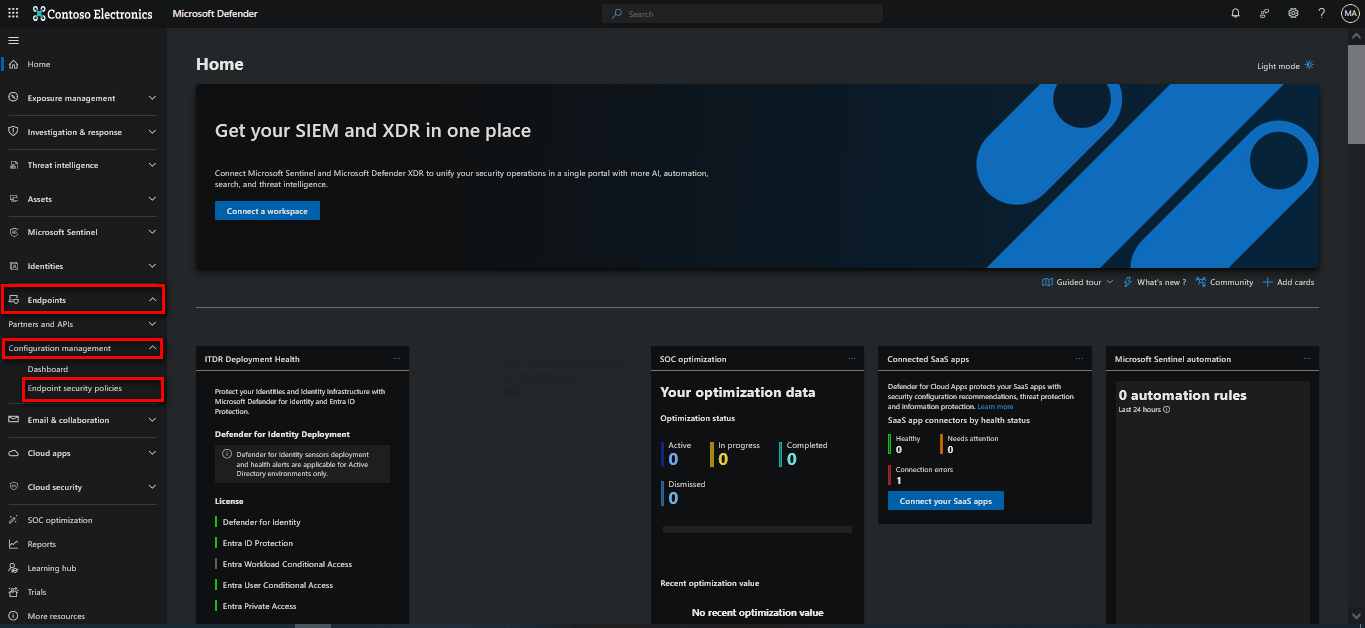 Contoso Electronics
Microsoft Defender
Search
MA
Home
Exposure management
Investigation & response
Threat intelligence
Assets
Microsoft Sentinel
Identities
Endpoints
Partners and APIs
Configuration management
Dashboard
Endpoint security policies
Email & collaboration
Cloud apps
Cloud security
SOC optimization
Reports
Learning hub
Trials
More resources
Home
Light mode
Get your SIEM and XDR in one place
Connect Microsoft Sentinel and Microsoft Defender XDR to unify your security operations in a single portal with more AI, automation,
search, and threat intelligence.
Connect a workspace
Guided tour
What's new ?
Community
Add cards
ITDR Deployment Health
Protect your Identities and Identity Infrastructure with
Microsoft Defender for Identity and Entra ID
Protection.
Defender for Identity Deployment
Defender for Identity sensors deployment
and health alerts are applicable for Active
Directory environments only.
License
Defender for Identity
Entra ID Protection
Entra Workload Conditional Access
Entra User Conditional Access
Entra Private Access
SOC optimization
Your optimization data
Optimization status
Active
0
In progress
0
Completed
0
Dismissed
0
Recent optimization value
No recent optimization value
Connected SaaS apps
Defender for Cloud Apps protects your SaaS apps with
security configuration recommendations, threat protection
and information protection. Learn more
SaaS app connectors by health status
Healthy
0
Needs attention
0
Connection errors
1
Connect your SaaS apps
Microsoft Sentinel automation
0 automation rules
Last 24 hours